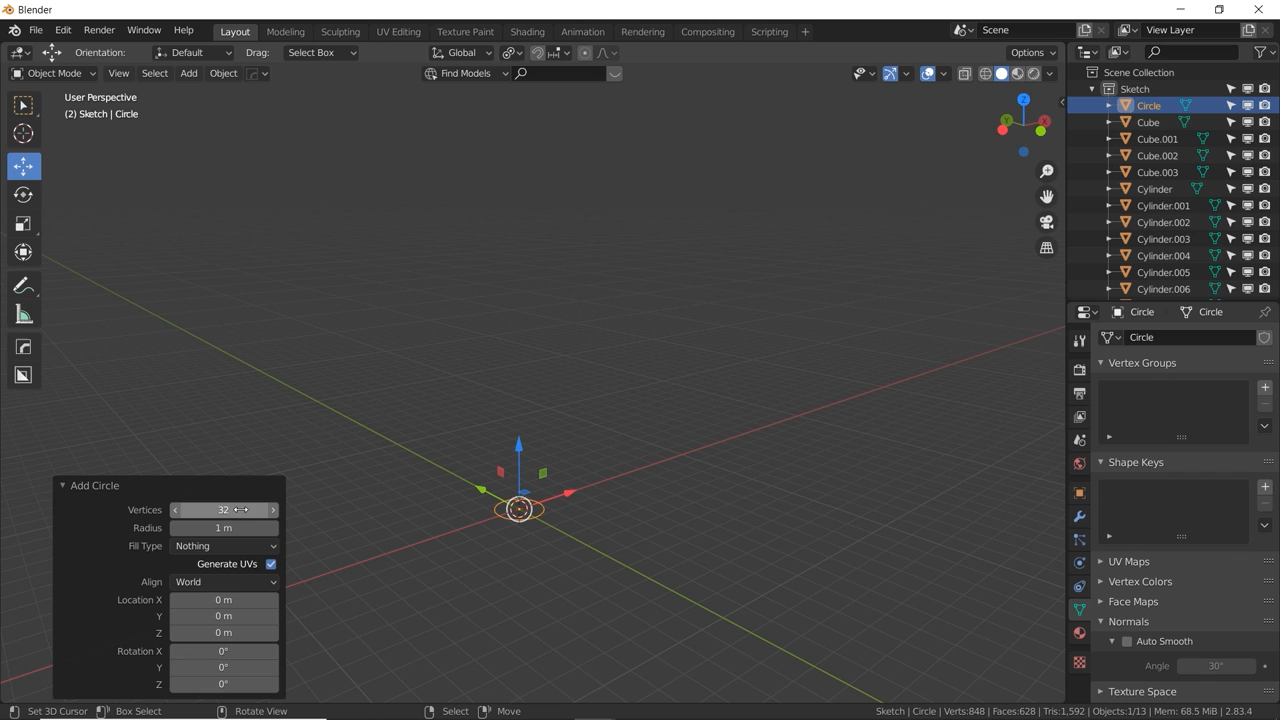 Blender
File Edit Render Window Help Layout Modeling Sculpting UV Editing Texture Paint Shading Animation Rendering Compositing Scripting + Scene View Layer
Orientation: Default Drag: Select Box Global Options
Object Mode View Select Add Object Find Models
User Perspective
(2) Sketch | Circle
Z
Y
X
Scene Collection
Sketch
Circle
Cube
Cube.001
Cube.002
Cube.003
Cylinder
Cylinder.001
Cylinder.002
Cylinder.003
Cylinder.004
Cylinder.005
Cylinder.006
Circle Circle
Circle
Vertex Groups
Shape Keys
UV Maps
Vertex Colors
Face Maps
Normals
Auto Smooth
Angle 30°
Texture Space
Add Circle
Vertices 32
Radius 1 m
Fill Type Nothing
Generate UVs
Align World
Location X 0 m
Y 0 m
Z 0 m
Rotation X 0°
Y 0°
Z 0°
Set 3D Cursor Box Select Rotate View Select Move Sketch | Circle | Verts:848 | Faces:628 | Tris:1,592 | Objects:1/13 | Mem: 68.5 MiB | 2.83.4